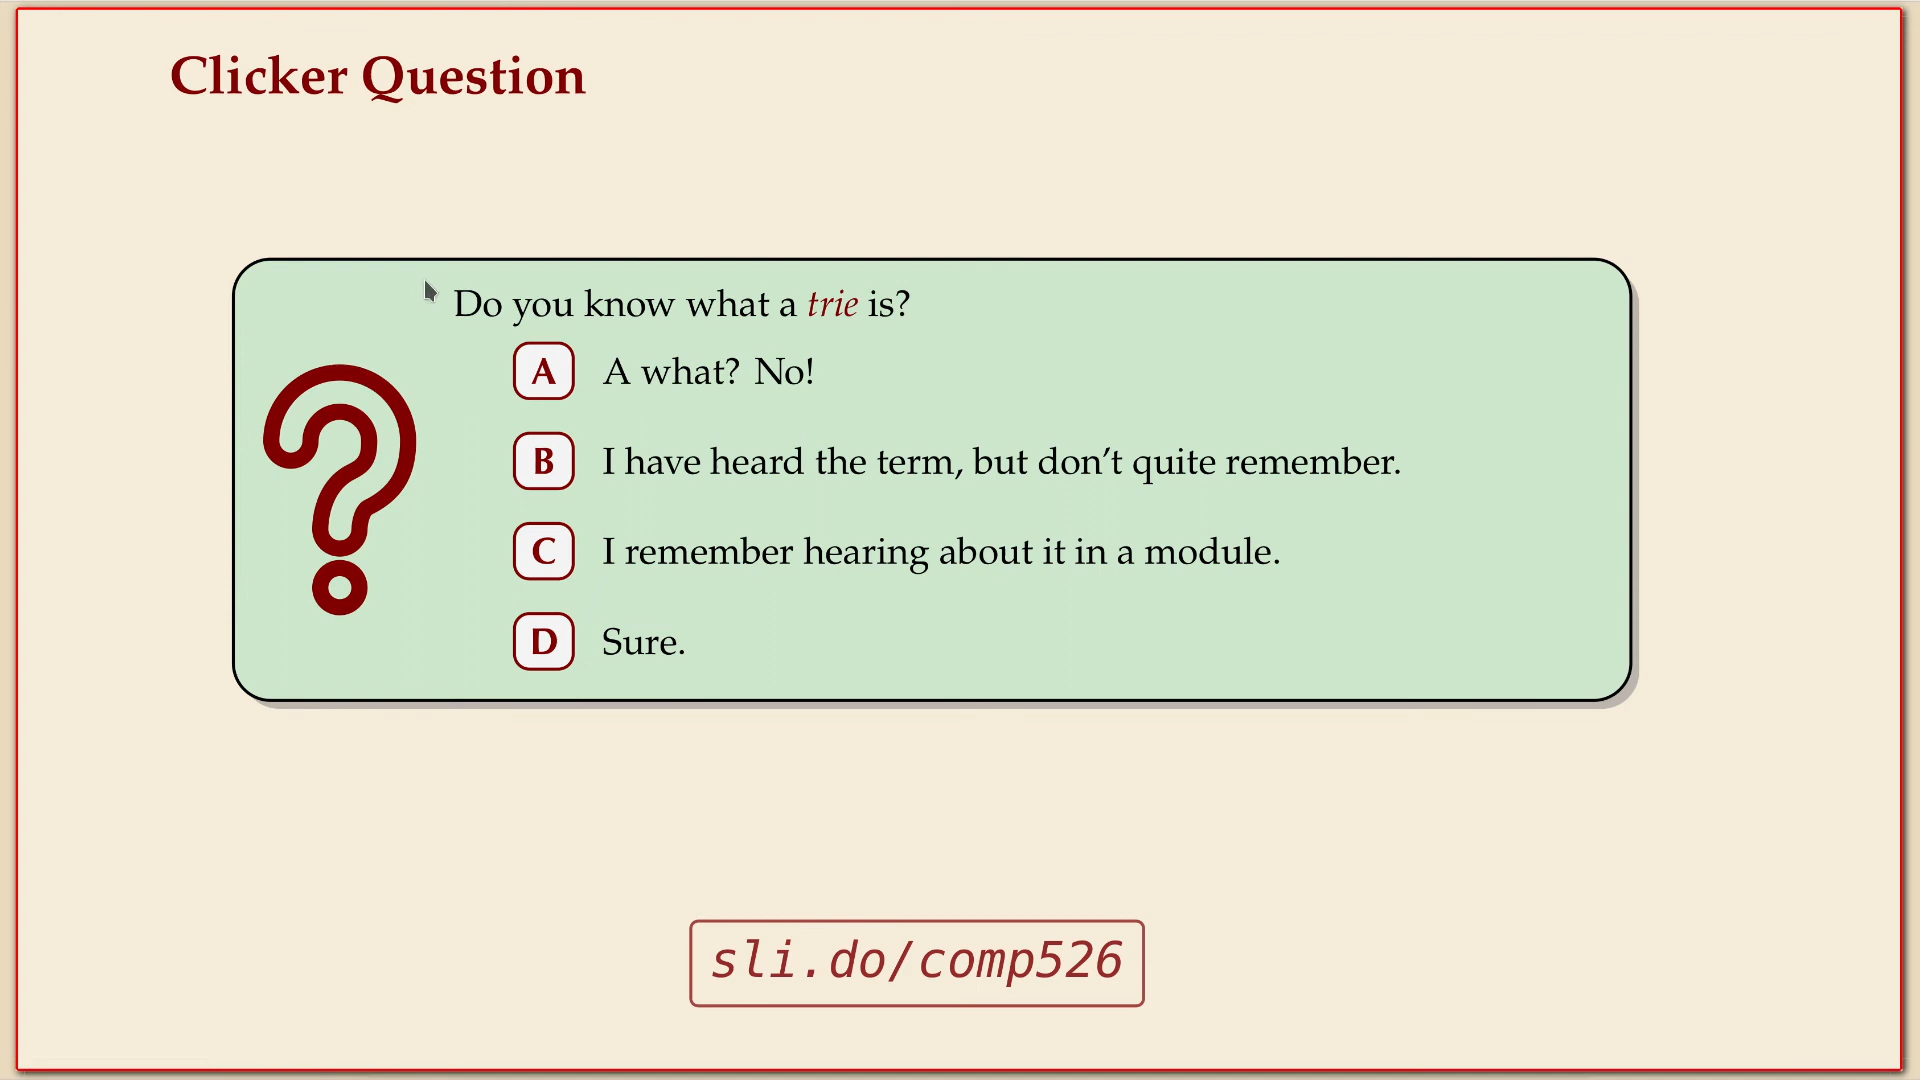 Clicker Question
Do you know what a trie is?
A A what? No!
B I have heard the term, but don’t quite remember.
C I remember hearing about it in a module.
D Sure.
sli.do/comp526